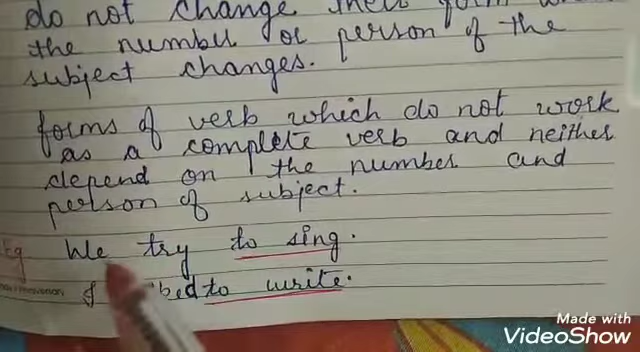 do not change their form
the number or person of the
subject changes.
forms of verb which do not work
as a complete verb and neither
depend on the number and
person of subject.
Eg We try to sing.
I to write.
Made with
VideoShow